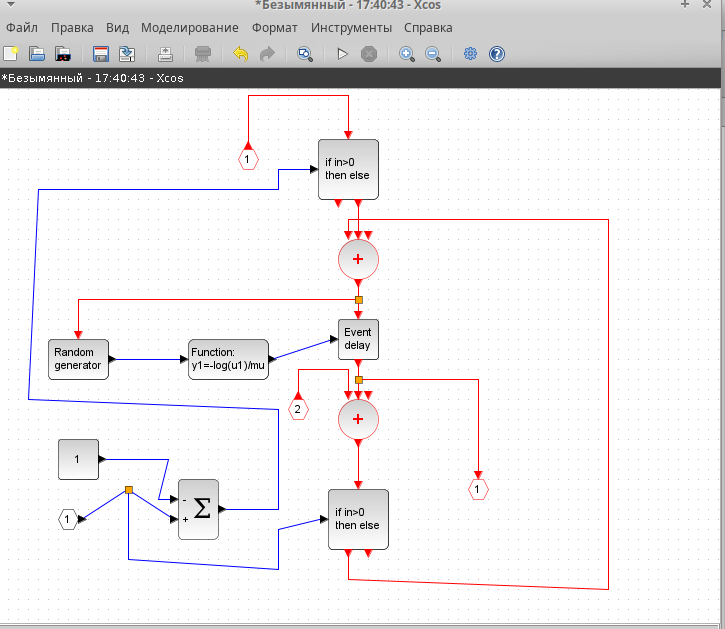 *Безымянный - 17:40:43 - Xcos
Файл Правка Вид Моделирование Формат Инструменты Справка
*Безымянный - 17:40:43 - Xcos
1
if in>0
then else
+
Random
generator
Function:
y1=-log(u1)/mu
Event
delay
2
+
1
1
- 
Σ
+
1
if in>0
then else